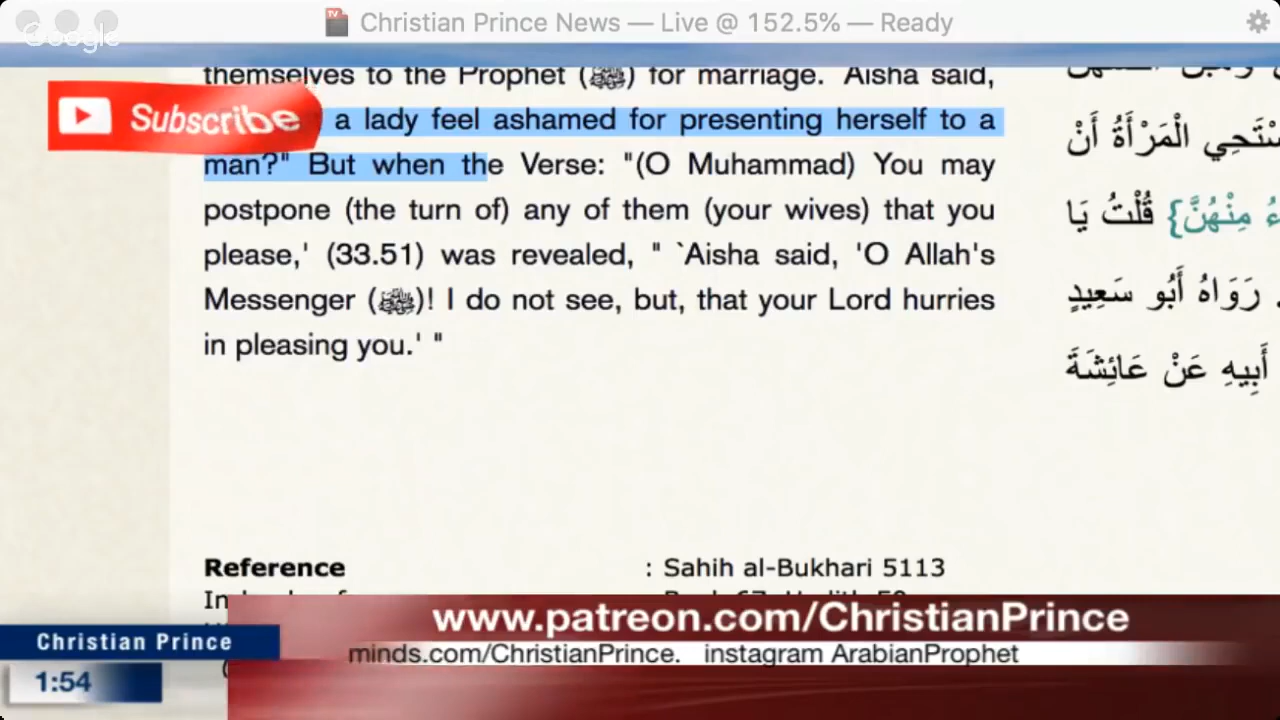 Christian Prince News — Live @ 152.5% — Ready
Google
themselves to the Prophet (ﷺ) for marriage. `Aisha said,
Subscribe
a lady feel ashamed for presenting herself to a
man?" But when the Verse: "(O Muhammad) You may
postpone (the turn of) any of them (your wives) that you
please,' (33.51) was revealed, " `Aisha said, 'O Allah's
Messenger (ﷺ)! I do not see, but, that your Lord hurries
in pleasing you.' "
الْمَرْأَةُ أَنْ
مِنْهُنَّ} قُلْتُ يَا
رَوَاهُ أَبُو سَعِيدٍ
أَبِيهِ عَنْ عَائِشَةَ
Reference : Sahih al-Bukhari 5113
www.patreon.com/ChristianPrince
Christian Prince
minds.com/ChristianPrince. instagram ArabianProphet
1:54